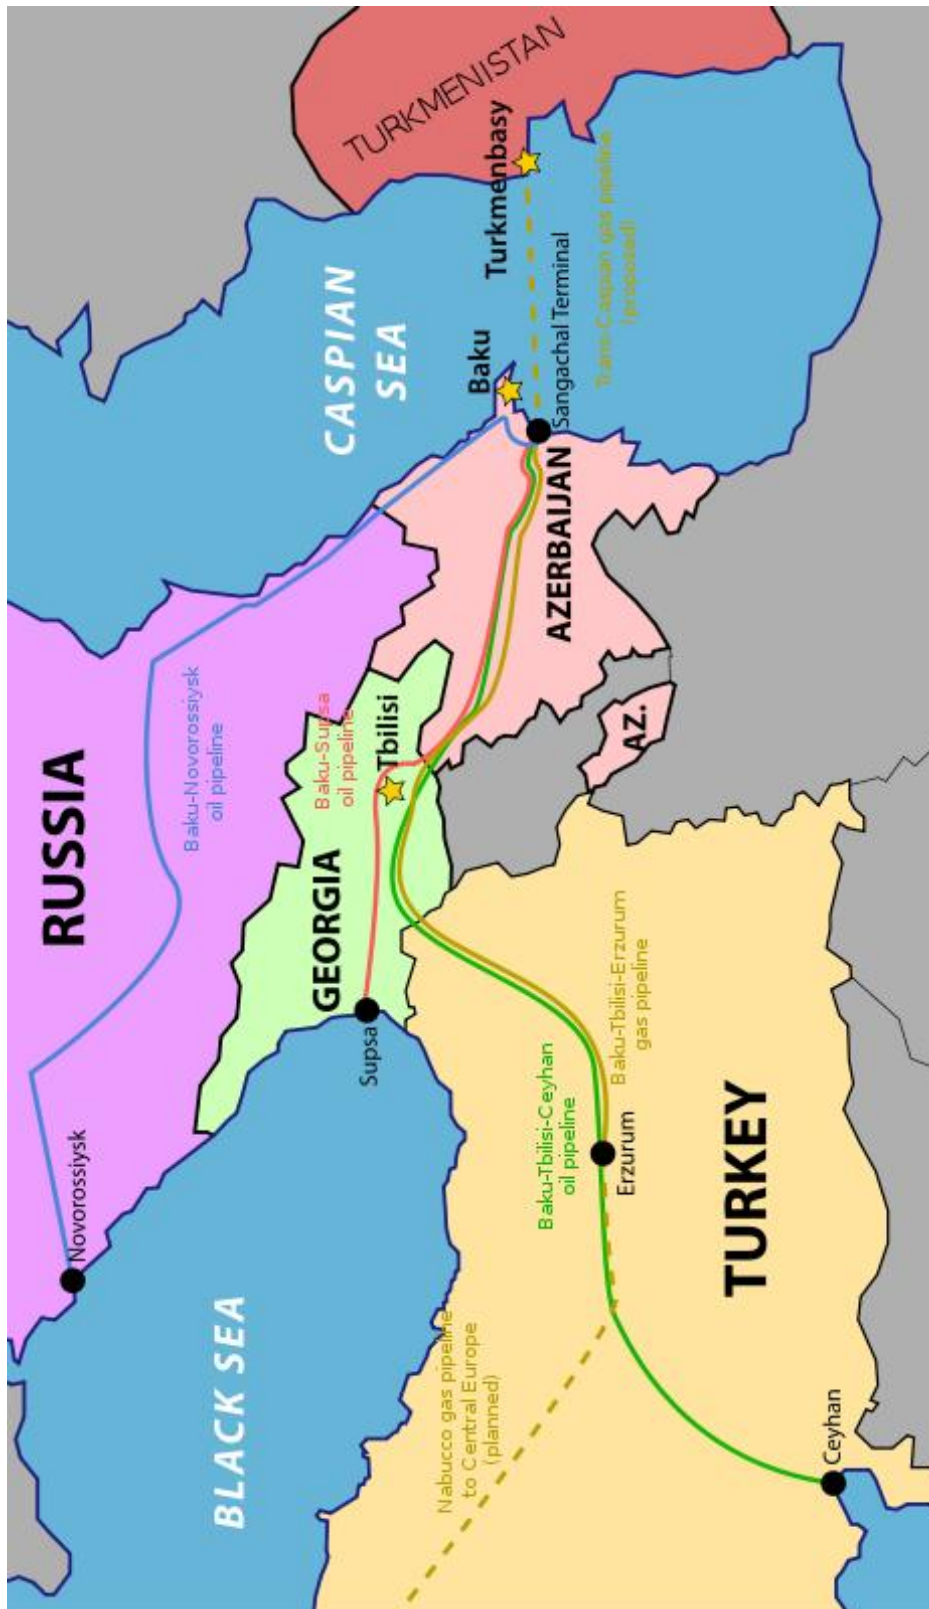 RUSSIA
Novorossiysk
Baku-Novorossiysk
oil pipeline
BLACK SEA
GEORGIA
Supsa
Baku-Supsa
oil pipeline
Tbilisi
CASPIAN
SEA
Baku
Turkmenbasy
TURKMENISTAN
Sangachal Terminal
Trans-Caspian gas pipeline
(proposed)
AZERBAIJAN
AZ.
Nabucco gas pipeline
to Central Europe
(planned)
Baku-Tbilisi-Ceyhan
oil pipeline
Baku-Tbilisi-Erzurum
gas pipeline
Erzurum
TURKEY
Ceyhan